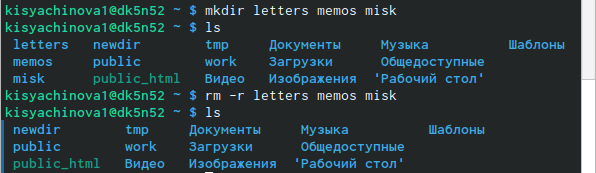 kisyachinova1@dk5n52 ~ $ mkdir letters memos misk
kisyachinova1@dk5n52 ~ $ ls
letters newdir tmp Документы Музыка Шаблоны
memos public work Загрузки Общедоступные
misk public_html Видео Изображения 'Рабочий стол'
kisyachinova1@dk5n52 ~ $ rm -r letters memos misk
kisyachinova1@dk5n52 ~ $ ls
newdir tmp Документы Музыка Шаблоны
public work Загрузки Общедоступные
public_html Видео Изображения 'Рабочий стол'